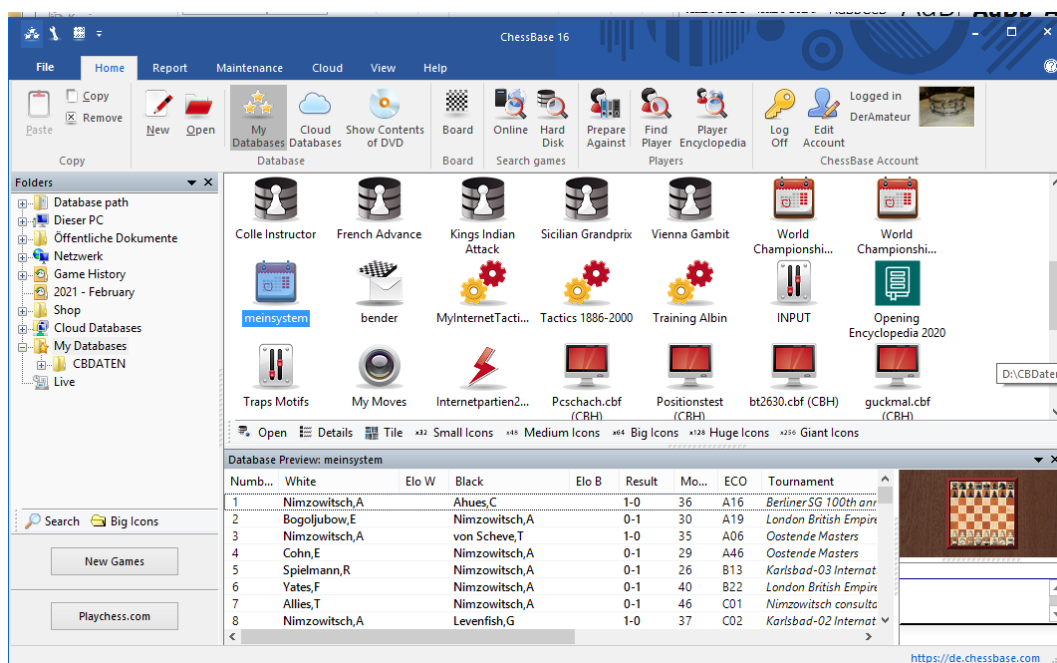 ChessBase 16
File Home Report Maintenance Cloud View Help
Paste
Copy
Remove
New
Open
My Databases
Cloud Databases
Show Contents of DVD
Board
Online
Hard Disk
Prepare Against
Find Player
Player Encyclopedia
Log Off
Edit Account
Logged in
DerAmateur
Copy Database Board Search games Players ChessBase Account
Folders
Database path
Dieser PC
Öffentliche Dokumente
Netzwerk
Game History
2021 - February
Shop
Cloud Databases
My Databases
CBDATEN
Live
Search Big Icons
New Games
Playchess.com
Colle Instructor
French Advance
Kings Indian Attack
Sicilian Grandprix
Vienna Gambit
World Championshi...
World Championshi...
meinsystem
bender
MyInternetTacti...
Tactics 1886-2000
Training Albin
INPUT
Opening Encyclopedia 2020
Traps Motifs
My Moves
Internetpartien2...
Pcschach.cbf (CBH)
Positionstest (CBH)
bt2630.cbf (CBH)
guckmal.cbf (CBH)
D:\CBDaten
Open Details Tile x32 Small Icons x48 Medium Icons x64 Big Icons x128 Huge Icons x256 Giant Icons
Database Preview: meinsystem
Numb... White Elo W Black Elo B Result Mo... ECO Tournament
1 Nimzowitsch,A Ahues,C 1-0 36 A16 Berliner SG 100th anr
2 Bogoljubow,E Nimzowitsch,A 0-1 30 A19 London British Empire
3 Nimzowitsch,A von Scheve,T 1-0 35 A06 Oostende Masters
4 Cohn,E Nimzowitsch,A 0-1 29 A46 Oostende Masters
5 Spielmann,R Nimzowitsch,A 0-1 26 B13 Karlsbad-03 Internat
6 Yates,F Nimzowitsch,A 0-1 40 B22 London British Empire
7 Allies,T Nimzowitsch,A 0-1 46 C01 Nimzowitsch consulta
8 Nimzowitsch,A Levenfish,G 1-0 37 C02 Karlsbad-02 Internat
https://de.chessbase.com